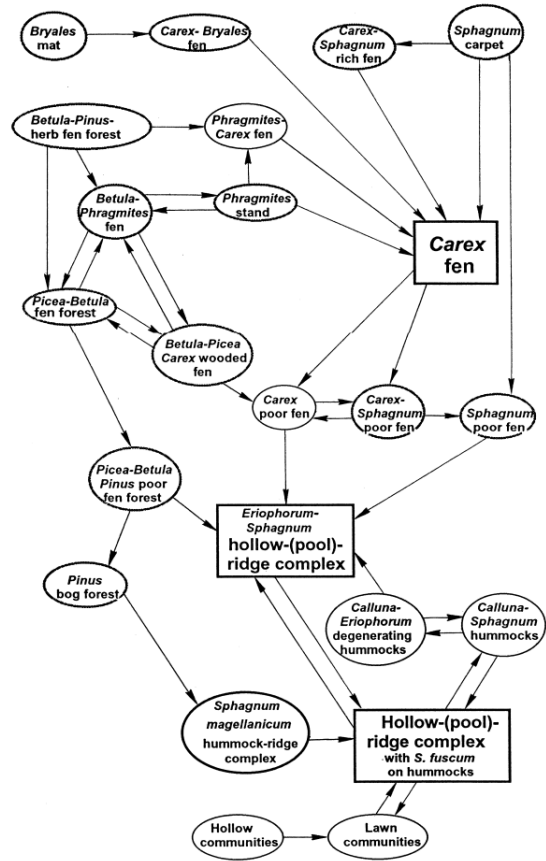 Bryales
mat
Carex- Bryales
fen
Carex-
Sphagnum
rich fen
Sphagnum
carpet
Betula-Pinus-
herb fen forest
Phragmites-
Carex fen
Betula-
Phragmites
fen
Phragmites
stand
Carex
fen
Picea-Betula
fen forest
Betula-Picea
Carex wooded
fen
Carex
poor fen
Carex-
Sphagnum
poor fen
Sphagnum
poor fen
Picea-Betula
Pinus poor
fen forest
Eriophorum-
Sphagnum
hollow-(pool)-
ridge complex
Pinus
bog forest
Calluna-
Eriophorum
degenerating
hummocks
Calluna-
Sphagnum
hummocks
Sphagnum
magellanicum
hummock-ridge
complex
Hollow-(pool)-
ridge complex
with S. fuscum
on hummocks
Hollow
communities
Lawn
communities